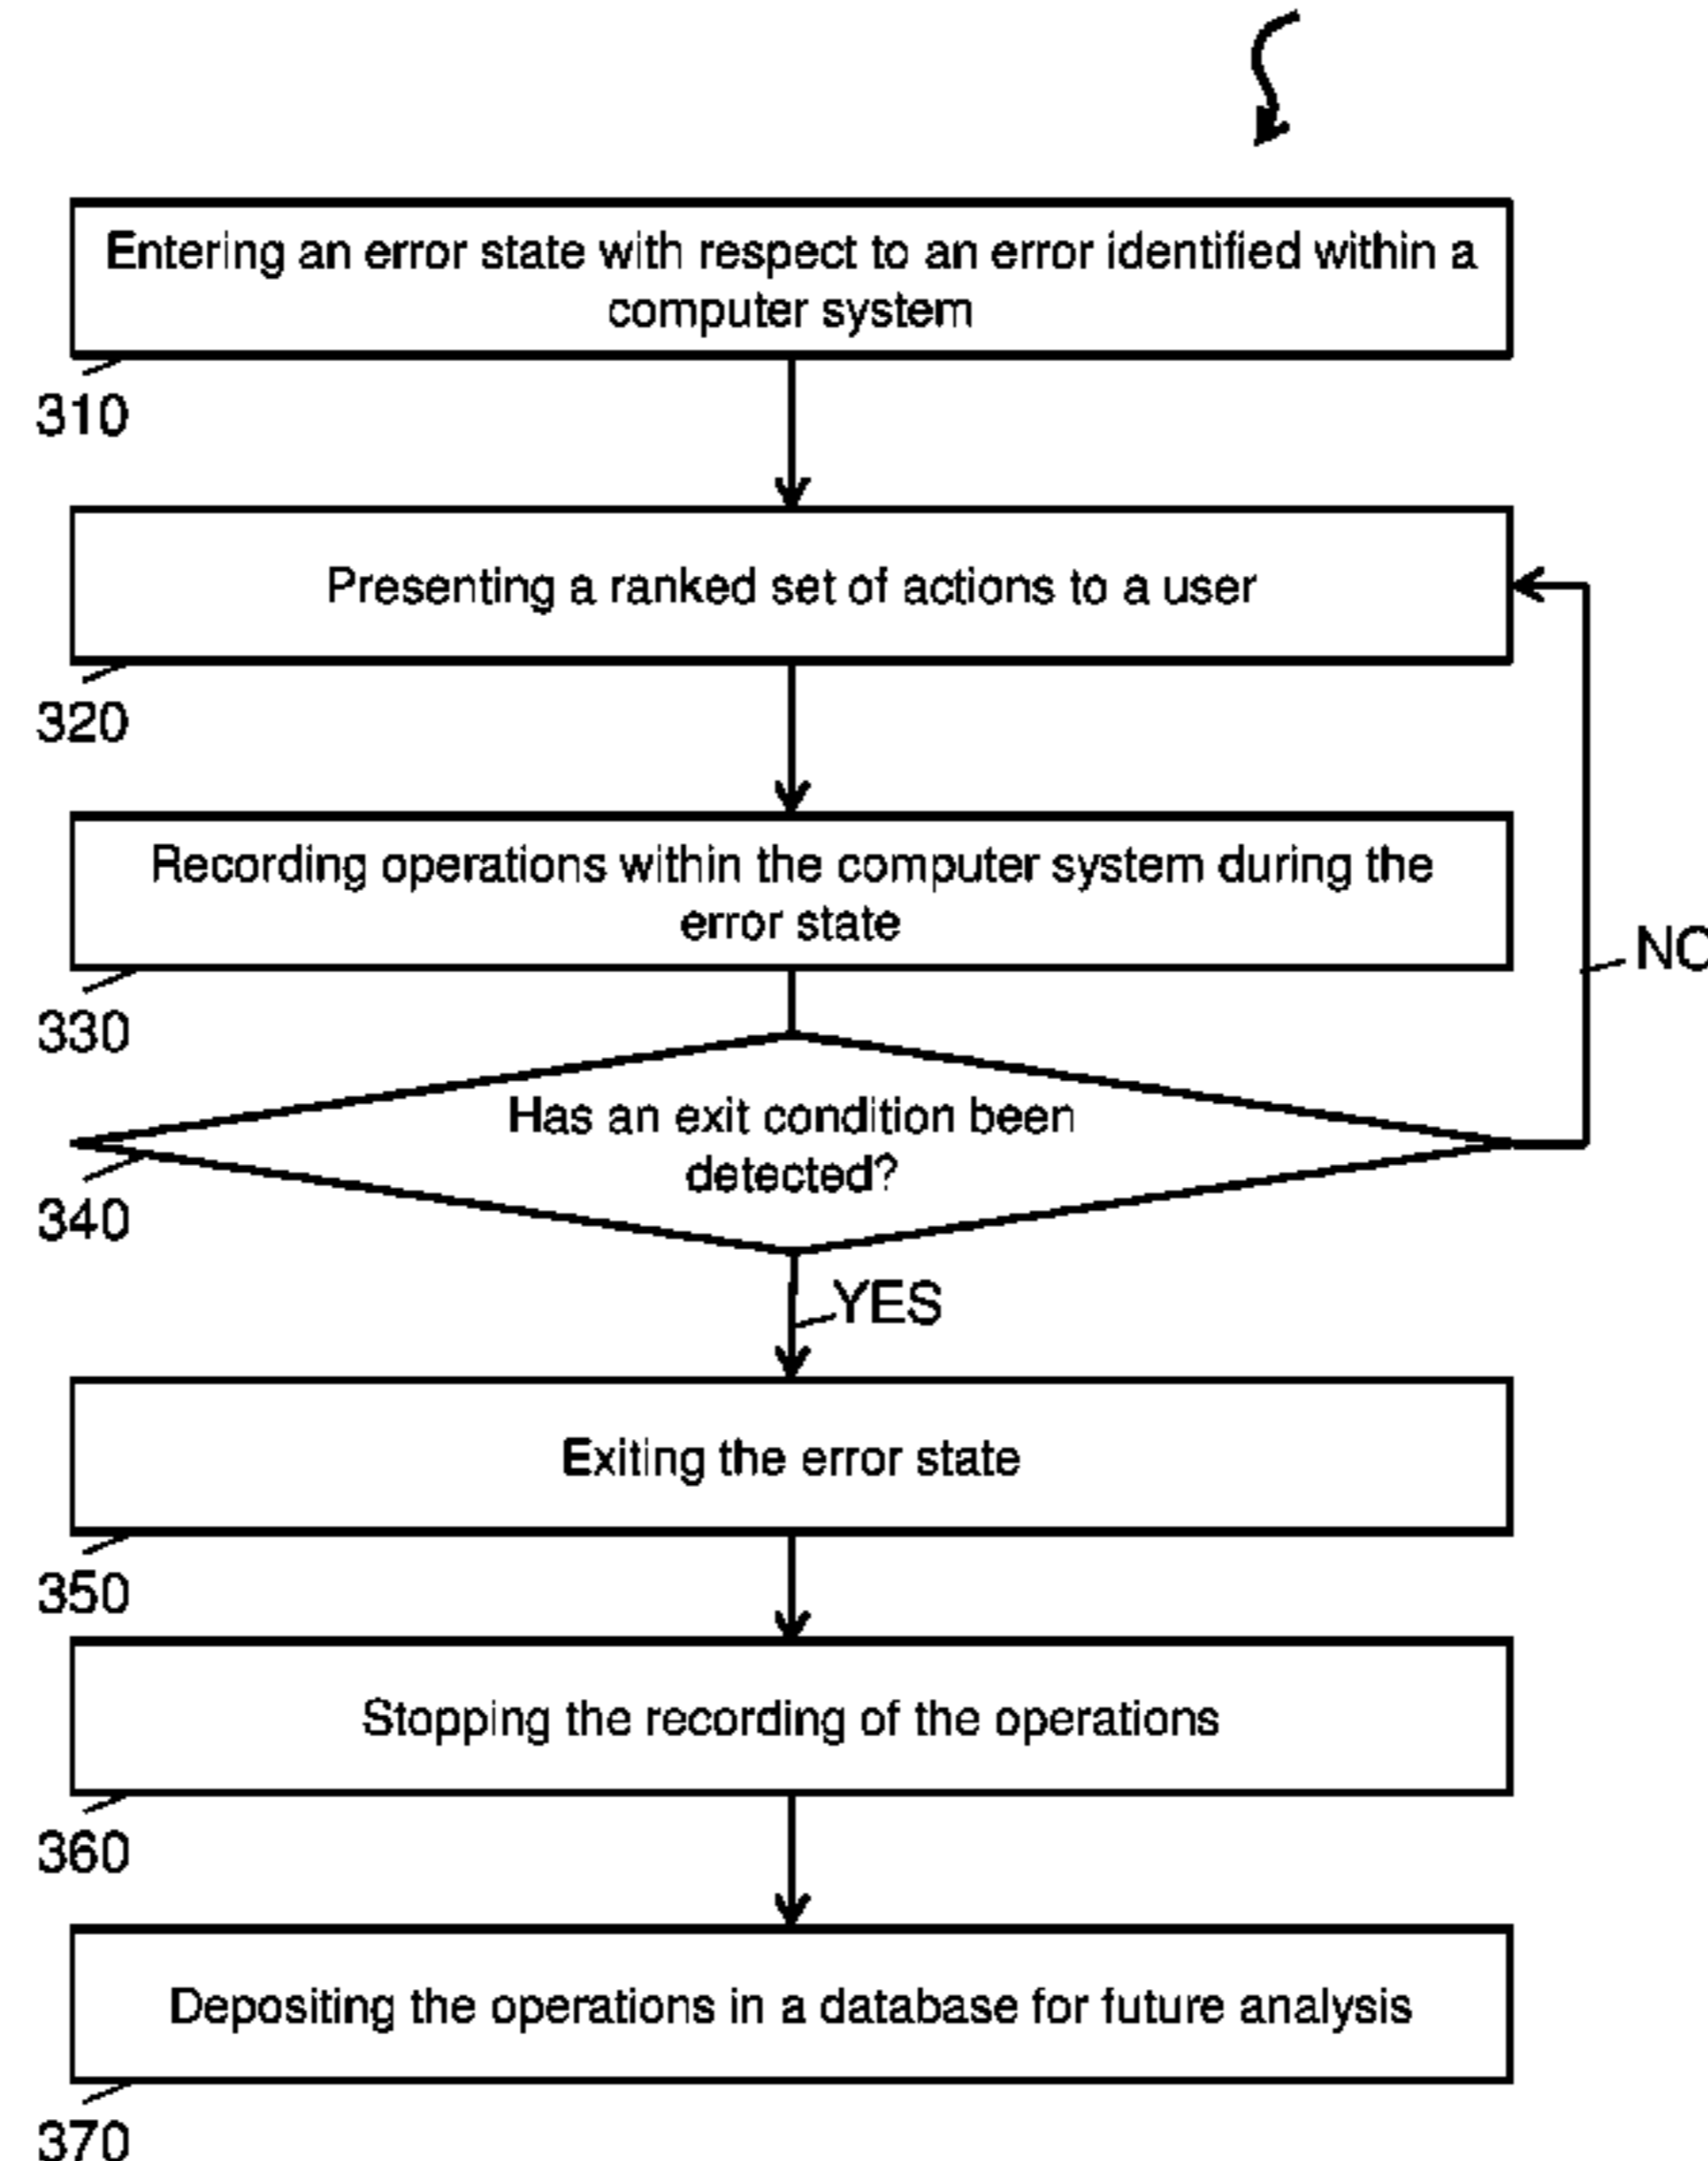 Entering an error state with respect to an error identified within a
computer system
310
Presenting a ranked set of actions to a user
320
Recording operations within the computer system during the
error state
330
NO
Has an exit condition been
detected?
340
YES
Exiting the error state
350
Stopping the recording of the operations
360
Depositing the operations in a database for future analysis
370